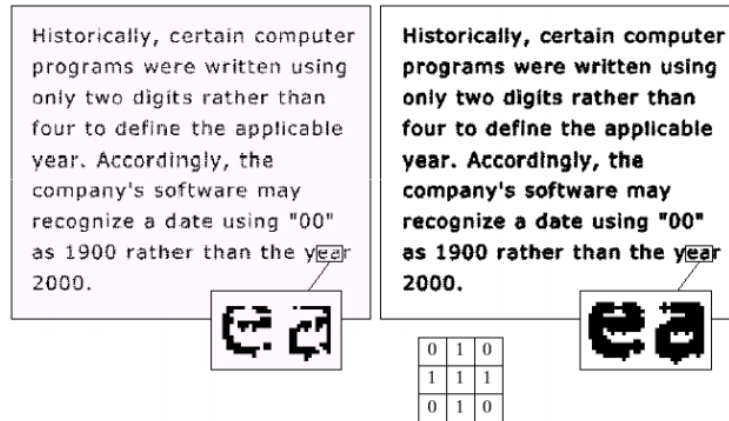 Historically, certain computer
programs were written using
only two digits rather than
four to define the applicable
year. Accordingly, the
company's software may
recognize a date using "00"
as 1900 rather than the year
2000.
ea
Historically, certain computer
programs were written using
only two digits rather than
four to define the applicable
year. Accordingly, the
company's software may
recognize a date using "00"
as 1900 rather than the year
2000.
ea
0 1 0
1 1 1
0 1 0